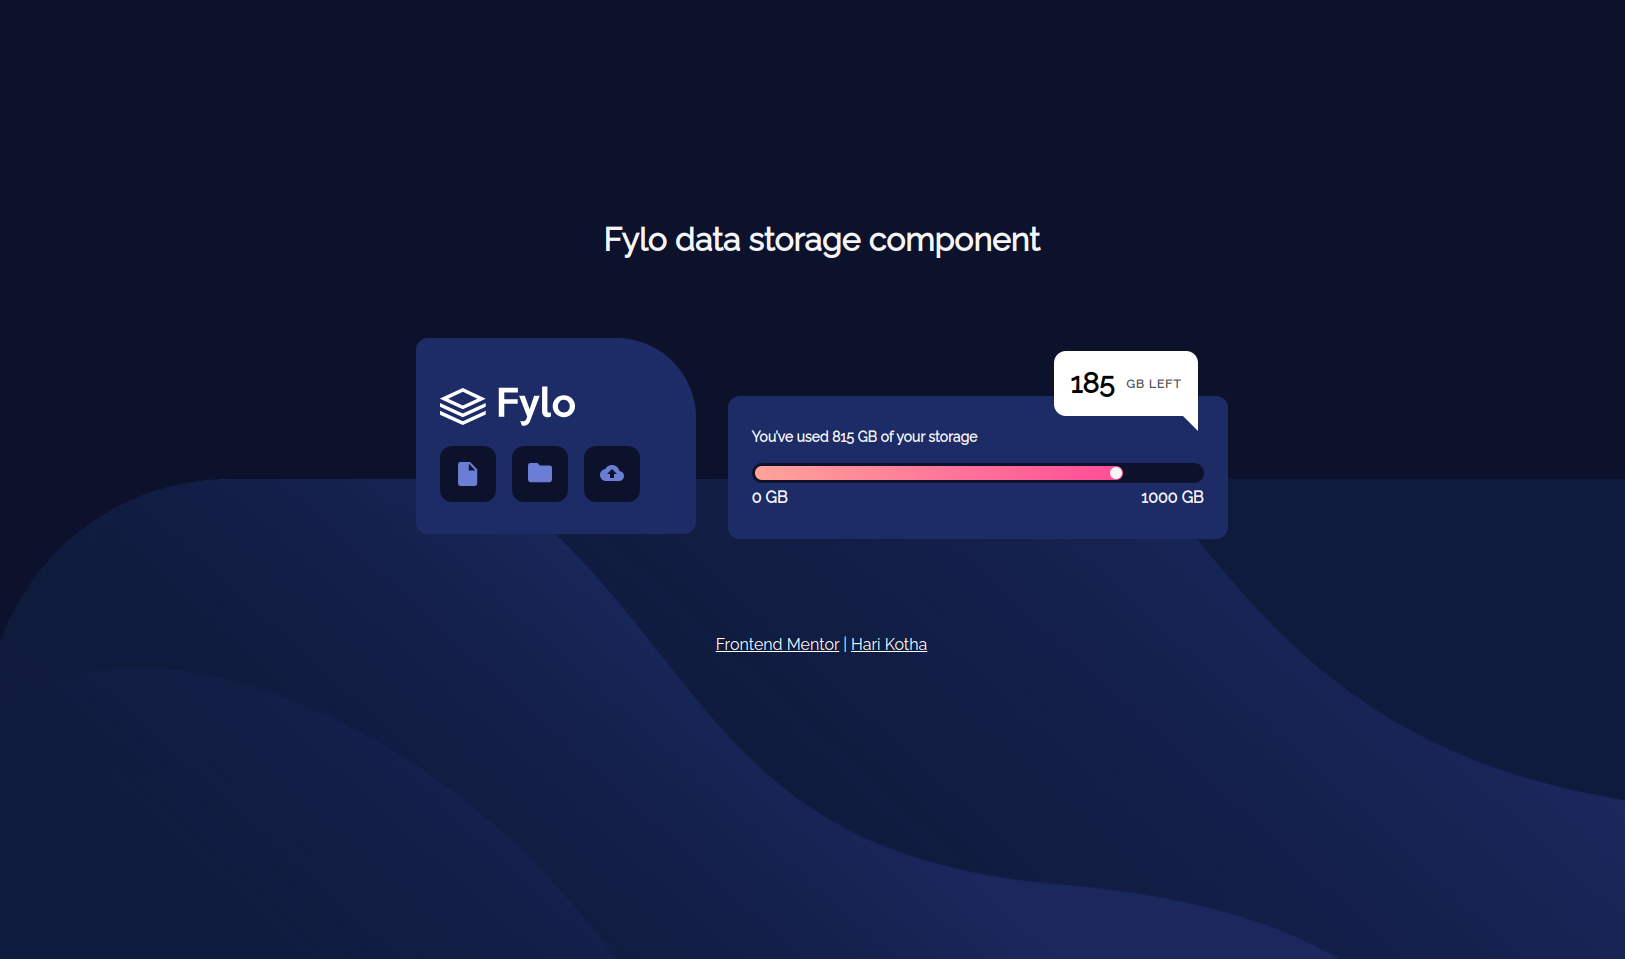 Fylo data storage component
Fylo
185 GB LEFT
You've used 815 GB of your storage
0 GB 1000 GB
Frontend Mentor | Hari Kotha